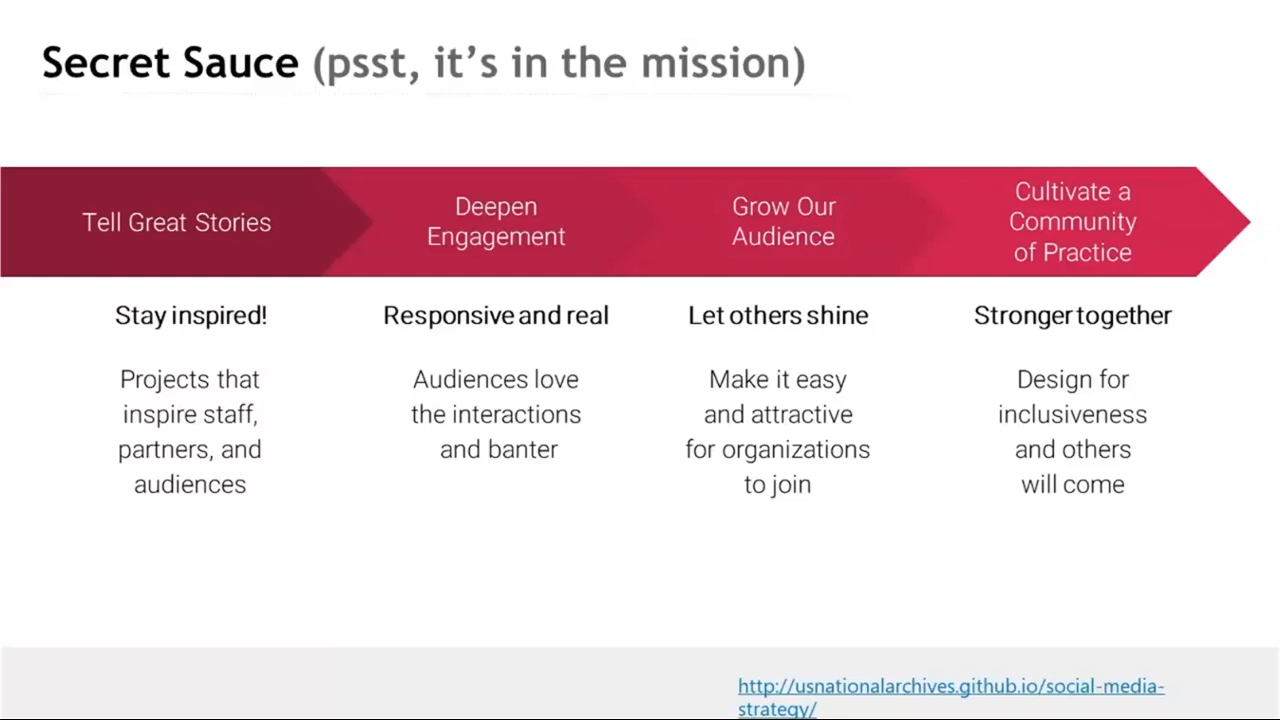 Secret Sauce (psst, it's in the mission)
Tell Great Stories
Deepen
Engagement
Grow Our
Audience
Cultivate a
Community
of Practice
Stay inspired!
Projects that
inspire staff,
partners, and
audiences
Responsive and real
Audiences love
the interactions
and banter
Let others shine
Make it easy
and attractive
for organizations
to join
Stronger together
Design for
inclusiveness
and others
will come
http://usnationalarchives.github.io/social-media-
strategy/